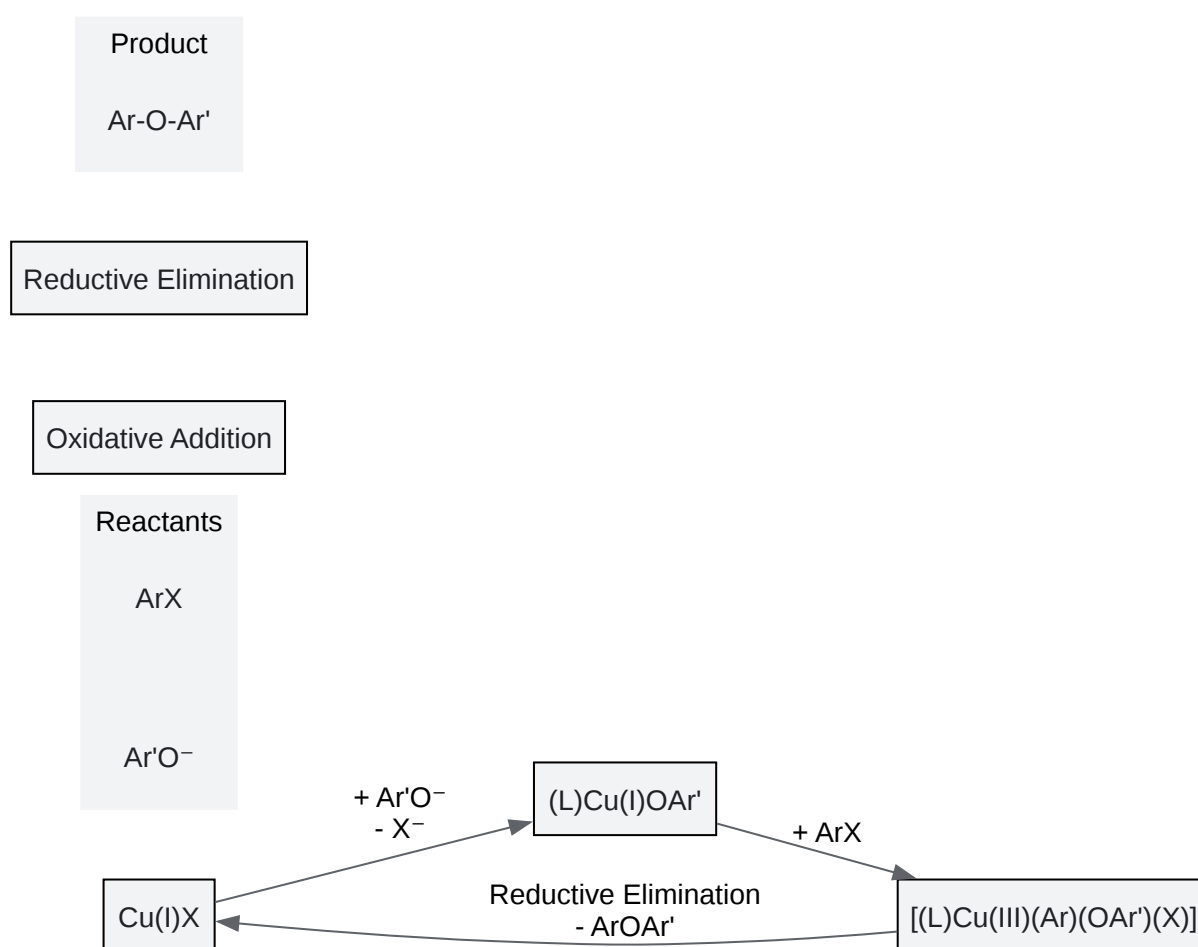 Product
Ar-O-Ar'
Reductive Elimination
Oxidative Addition
Reactants
ArX
Ar'O⁻
+ Ar'O⁻
- X⁻
(L)Cu(I)OAr'
+ ArX
Cu(I)X
Reductive Elimination
- ArOAr'
[(L)Cu(III)(Ar)(OAr')(X)]